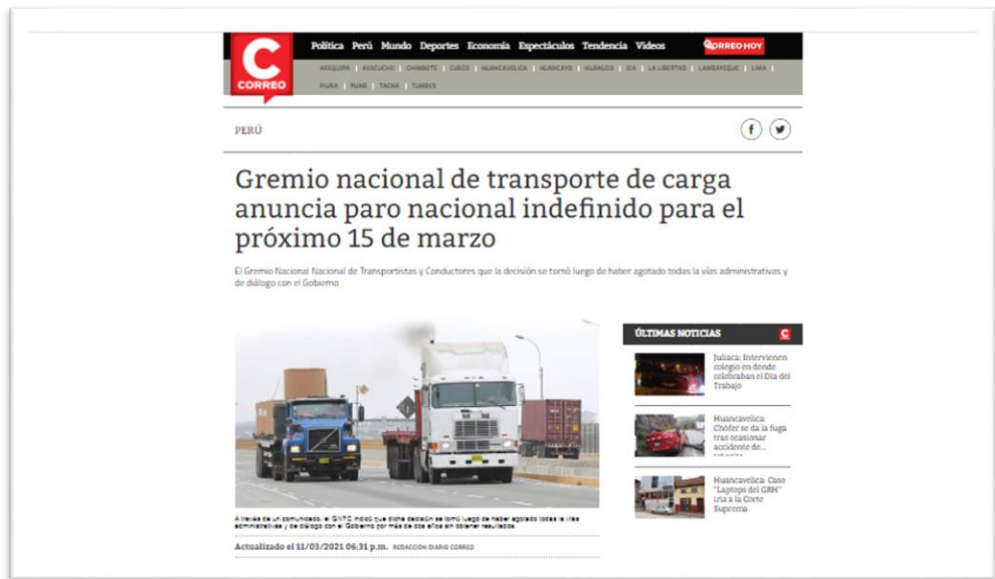 C
CORREO
Política Perú Mundo Deportes Economía Espectáculos Tendencia Videos
CORREO HOY
AREQUIPA | AYACUCHO | CHIMBOTE | CUSCO | HUANCAVELICA | HUANCAYO | HUANUCO | ICA | LA LIBERTAD | LAMBAYEQUE | LIMA |
PIURA | PUNO | TACNA | TUMBES
PERÚ
Gremio nacional de transporte de carga
anuncia paro nacional indefinido para el
próximo 15 de marzo
El Gremio Nacional Nacional de Transportistas y Conductores que la decisión se tomó luego de haber agotado todas la vías administrativas y
de diálogo con el Gobierno
A través de un comunicado, el GNTC indicó que dicha decisión se tomó luego de haber agotado todas la vías
administrativas y de diálogo con el Gobierno por más de dos años sin obtener resultados.
Actualizado el 11/03/2021 06:31 p.m. REDACCIÓN DIARIO CORREO
ÚLTIMAS NOTICIAS
Juliaca: Intervienen
colegio en donde
celebraban el Día del
Trabajo
Huancavelica:
Chófer se da la fuga
tras ocasionar
accidente de...
Huancavelica: Caso
"Laptops del GRH"
iría a la Corte
Suprema